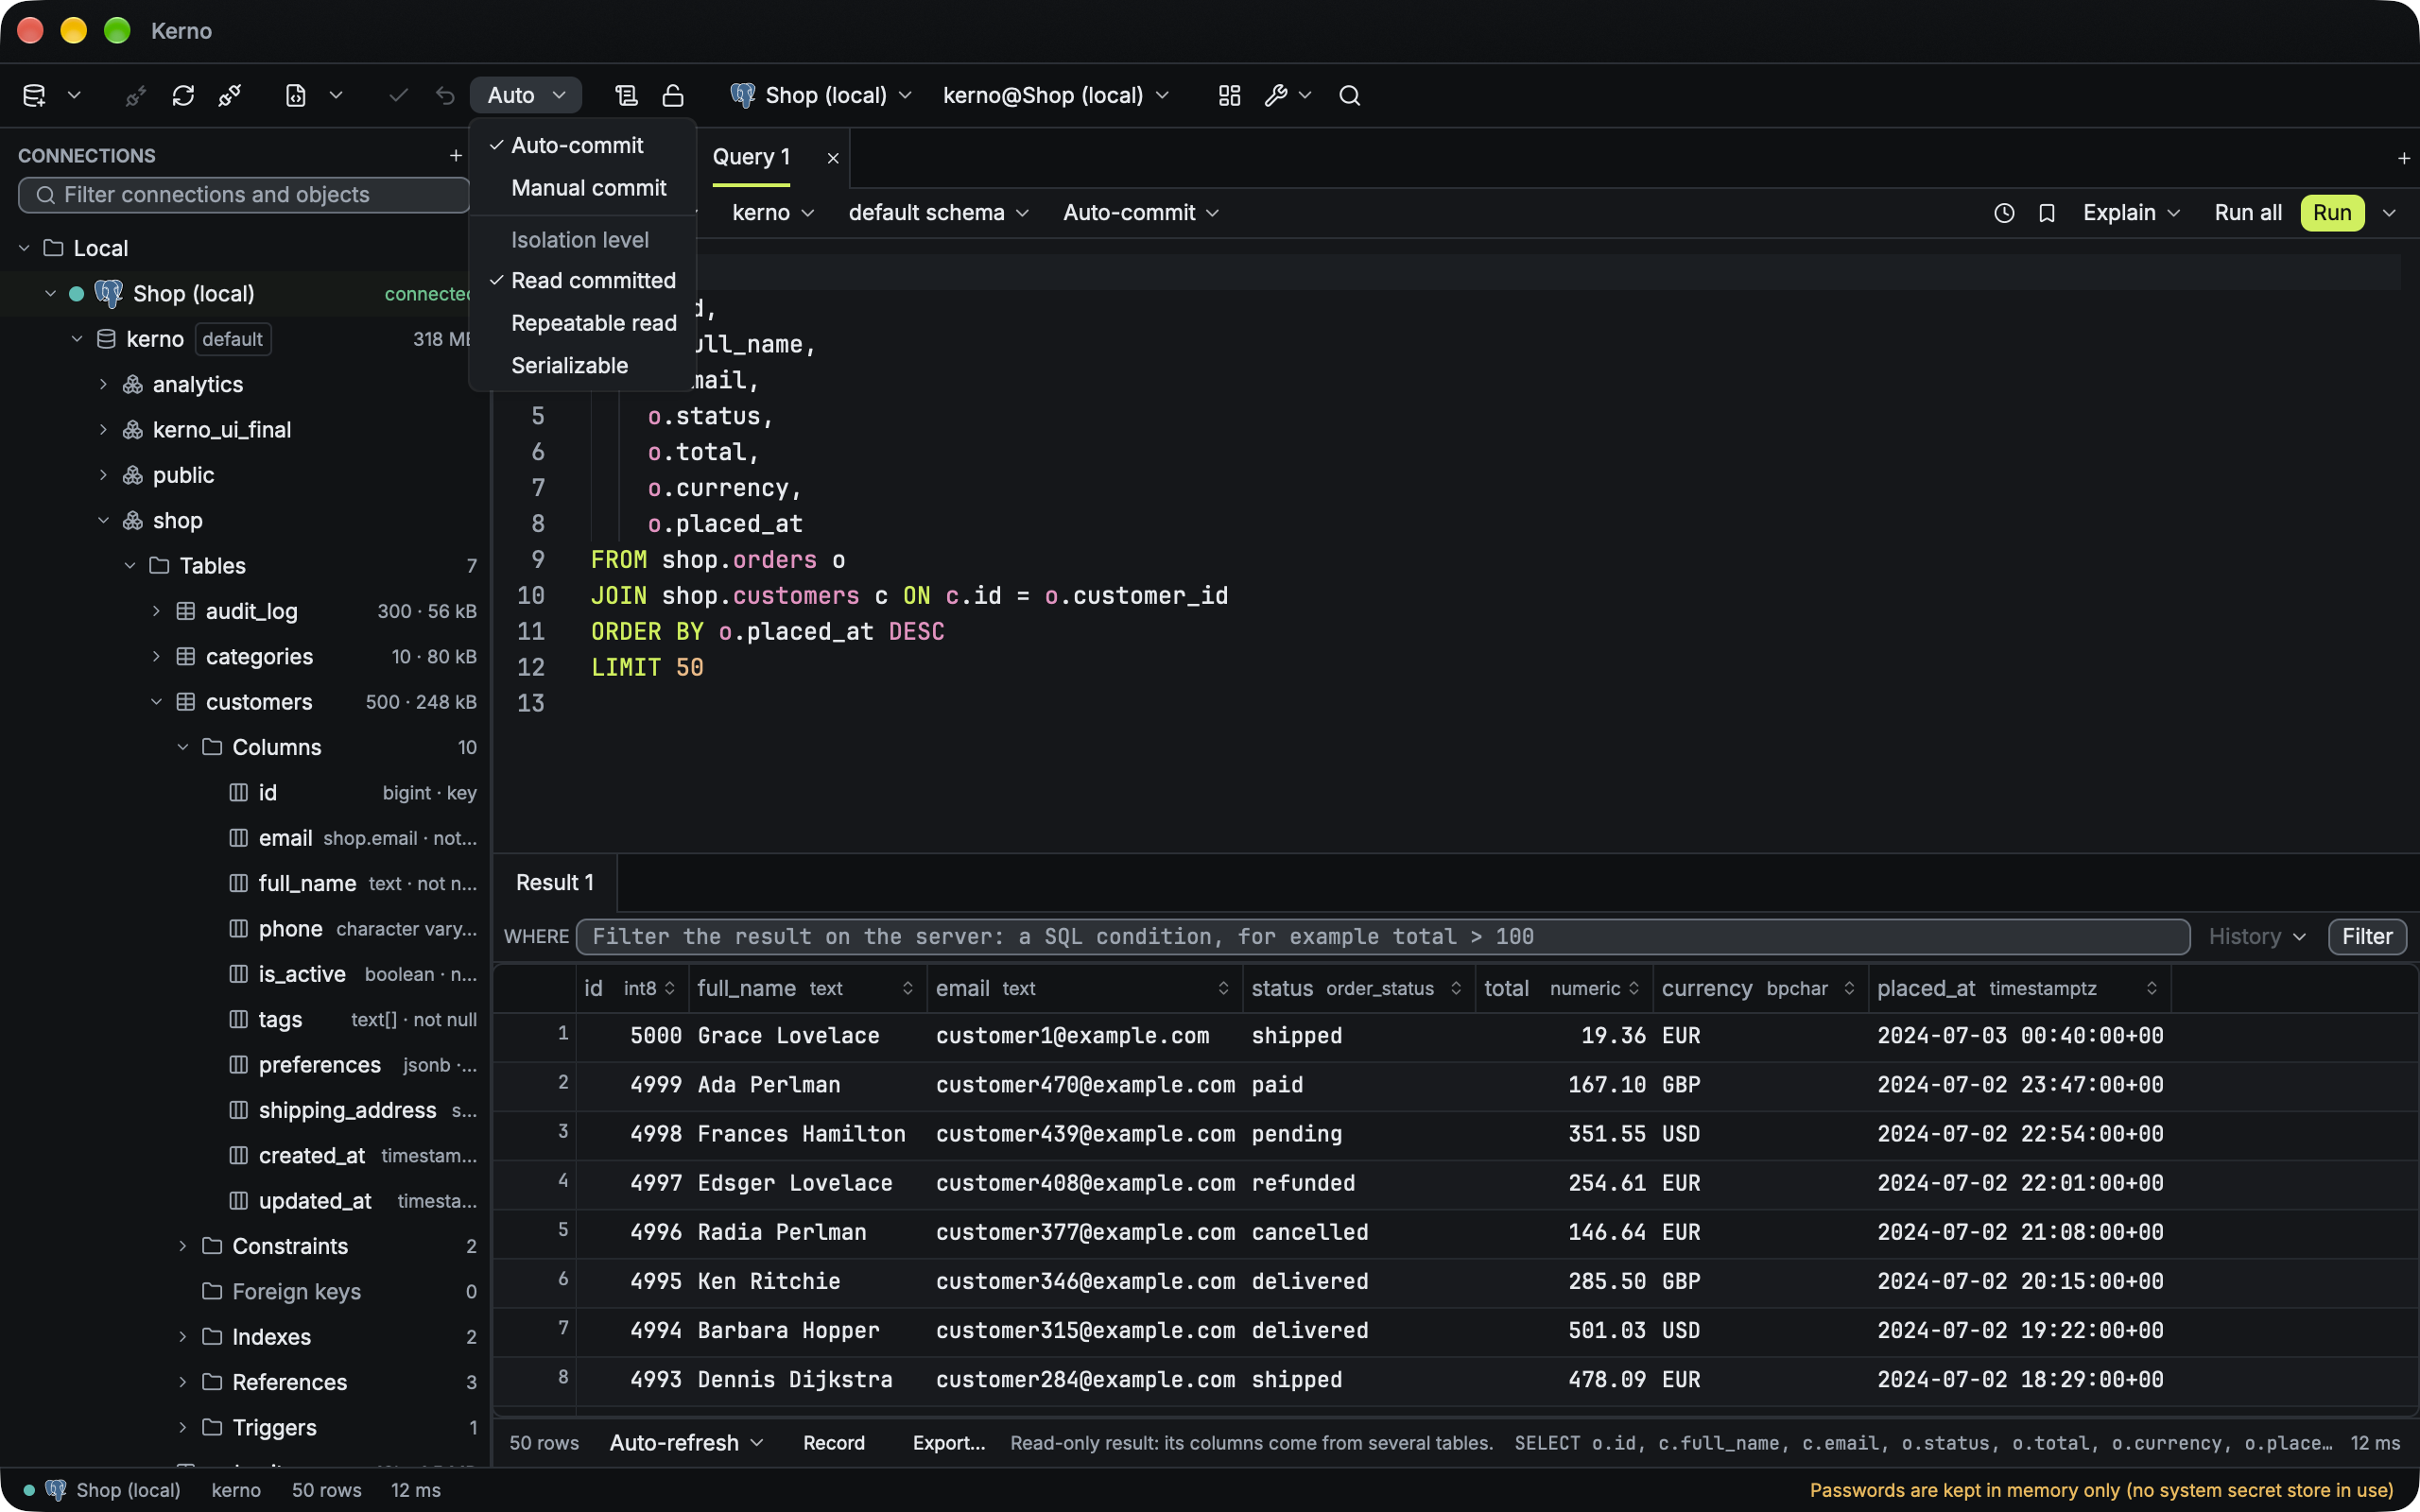 Kerno
Auto
Shop (local)
kerno@Shop (local)
CONNECTIONS
Filter connections and objects
Local
Shop (local) connected
kerno default 318 MB
analytics
kerno_ui_final
public
shop
Tables 7
audit_log 300 · 56 kB
categories 10 · 80 kB
customers 500 · 248 kB
Columns 10
id bigint · key
email shop.email · not...
full_name text · not n...
phone character vary...
is_active boolean · n...
tags text[] · not null
preferences jsonb ·...
shipping_address s...
created_at timestam...
updated_at timesta...
Constraints 2
Foreign keys 0
Indexes 2
References 3
Triggers 1
Auto-commit
Manual commit
Isolation level
Read committed
Repeatable read
Serializable
Query 1
kerno default schema Auto-commit
Explain Run all Run
d,
ull_name,
mail,
5 o.status,
6 o.total,
7 o.currency,
8 o.placed_at
9 FROM shop.orders o
10 JOIN shop.customers c ON c.id = o.customer_id
11 ORDER BY o.placed_at DESC
12 LIMIT 50
13
Result 1
WHERE Filter the result on the server: a SQL condition, for example total > 100 History Filter
id int8 full_name text email text status order_status total numeric currency bpchar placed_at timestamptz
1 5000 Grace Lovelace customer1@example.com shipped 19.36 EUR 2024-07-03 00:40:00+00
2 4999 Ada Perlman customer470@example.com paid 167.10 GBP 2024-07-02 23:47:00+00
3 4998 Frances Hamilton customer439@example.com pending 351.55 USD 2024-07-02 22:54:00+00
4 4997 Edsger Lovelace customer408@example.com refunded 254.61 EUR 2024-07-02 22:01:00+00
5 4996 Radia Perlman customer377@example.com cancelled 146.64 EUR 2024-07-02 21:08:00+00
6 4995 Ken Ritchie customer346@example.com delivered 285.50 GBP 2024-07-02 20:15:00+00
7 4994 Barbara Hopper customer315@example.com delivered 501.03 USD 2024-07-02 19:22:00+00
8 4993 Dennis Dijkstra customer284@example.com shipped 478.09 EUR 2024-07-02 18:29:00+00
50 rows Auto-refresh Record Export... Read-only result: its columns come from several tables. SELECT o.id, c.full_name, c.email, o.status, o.total, o.currency, o.place... 12 ms
Shop (local) kerno 50 rows 12 ms Passwords are kept in memory only (no system secret store in use)